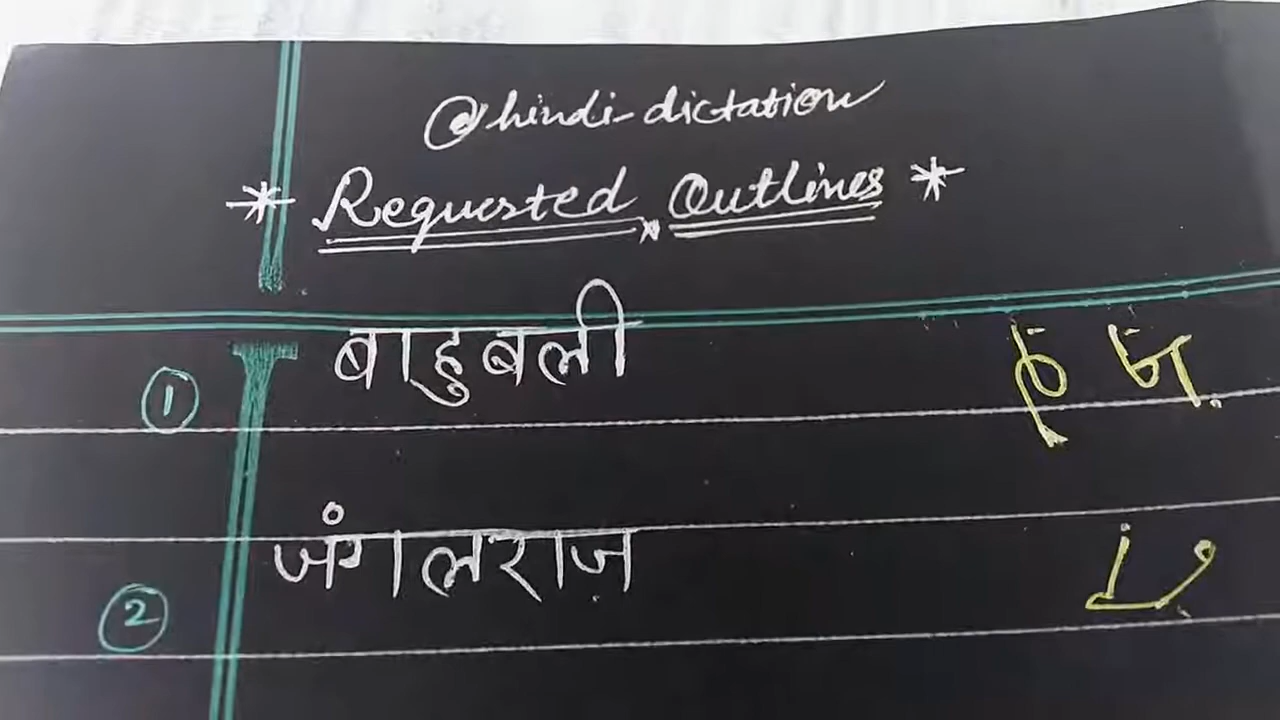 @hindi-dictation
* Requested Outlines *
① बाहुबली
② जंगलराज़